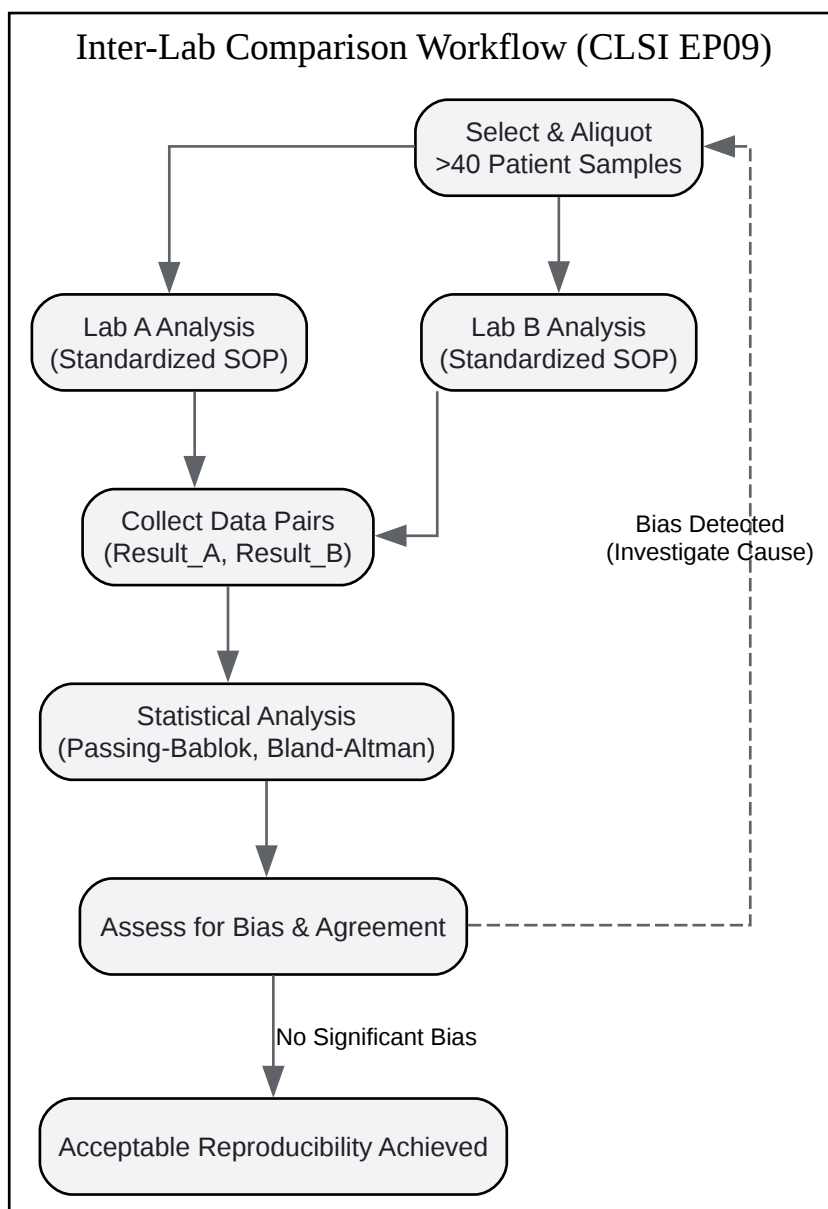 Inter-Lab Comparison Workflow (CLSI EP09)
Select & Aliquot
>40 Patient Samples
Lab A Analysis
(Standardized SOP)
Lab B Analysis
(Standardized SOP)
Collect Data Pairs
(Result_A, Result_B)
Bias Detected
(Investigate Cause)
Statistical Analysis
(Passing-Bablok, Bland-Altman)
Assess for Bias & Agreement
No Significant Bias
Acceptable Reproducibility Achieved